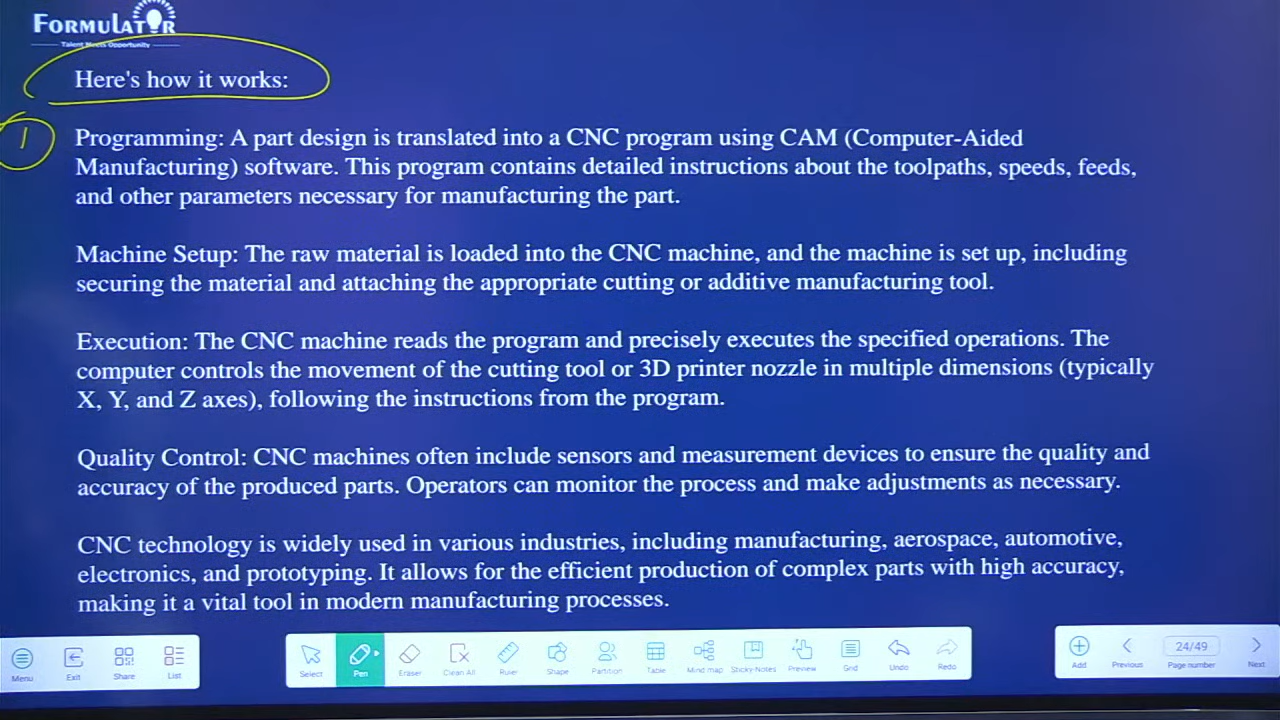 FORMULATOR
Talent Meets Opportunity
Here's how it works:
1
Programming: A part design is translated into a CNC program using CAM (Computer-Aided
Manufacturing) software. This program contains detailed instructions about the toolpaths, speeds, feeds,
and other parameters necessary for manufacturing the part.
Machine Setup: The raw material is loaded into the CNC machine, and the machine is set up, including
securing the material and attaching the appropriate cutting or additive manufacturing tool.
Execution: The CNC machine reads the program and precisely executes the specified operations. The
computer controls the movement of the cutting tool or 3D printer nozzle in multiple dimensions (typically
X, Y, and Z axes), following the instructions from the program.
Quality Control: CNC machines often include sensors and measurement devices to ensure the quality and
accuracy of the produced parts. Operators can monitor the process and make adjustments as necessary.
CNC technology is widely used in various industries, including manufacturing, aerospace, automotive,
electronics, and prototyping. It allows for the efficient production of complex parts with high accuracy,
making it a vital tool in modern manufacturing processes.
Menu Exit Share List Select Pen Eraser Clean All Ruler Shape Partition Table Mind map Sticky-Notes Preview Grid Undo Redo Add Previous 24/49 Page number Next